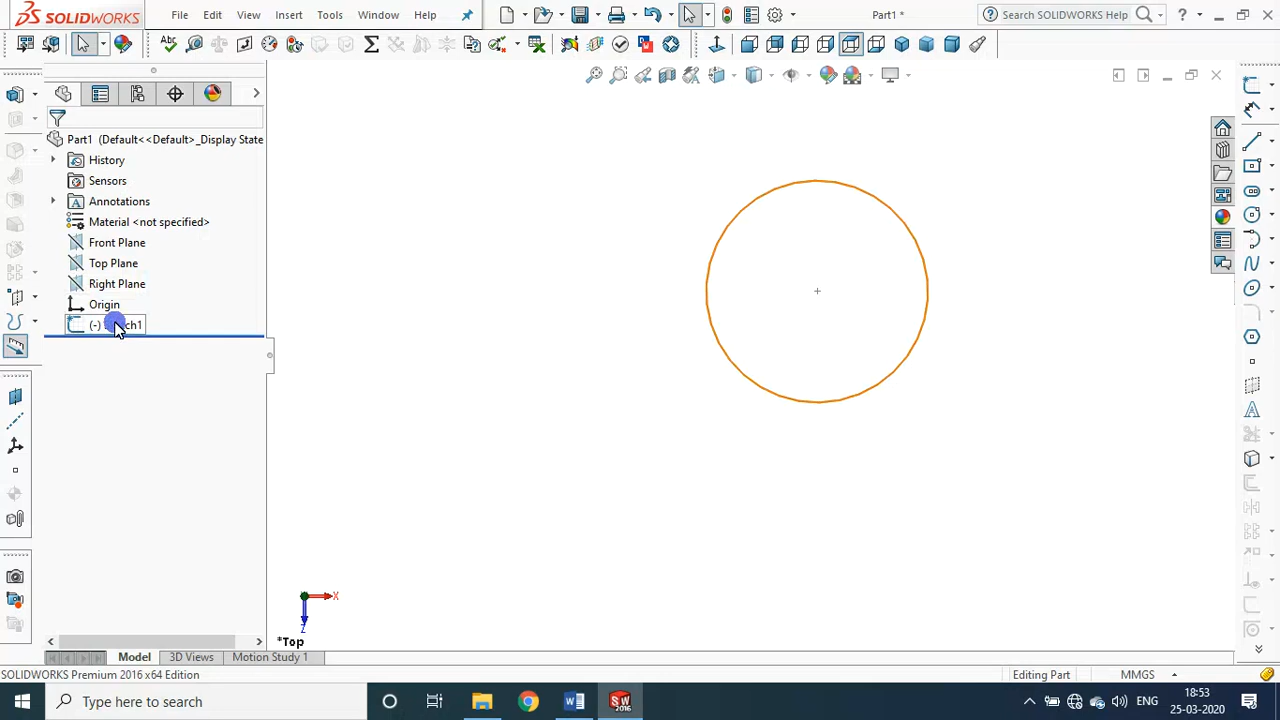 SOLIDWORKS File Edit View Insert Tools Window Help Part1 * Search SOLIDWORKS Help ?
Part1 (Default<<Default>_Display State
History
Sensors
Annotations
Material <not specified>
Front Plane
Top Plane
Right Plane
Origin
(-)
X
Z
*Top
Model 3D Views Motion Study 1
SOLIDWORKS Premium 2016 x64 Edition Editing Part MMGS
Type here to search ENG 18:53
25-03-2020